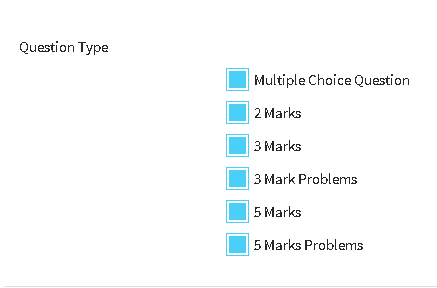 Question Type
Multiple Choice Question
2 Marks
3 Marks
3 Mark Problems
5 Marks
5 Marks Problems